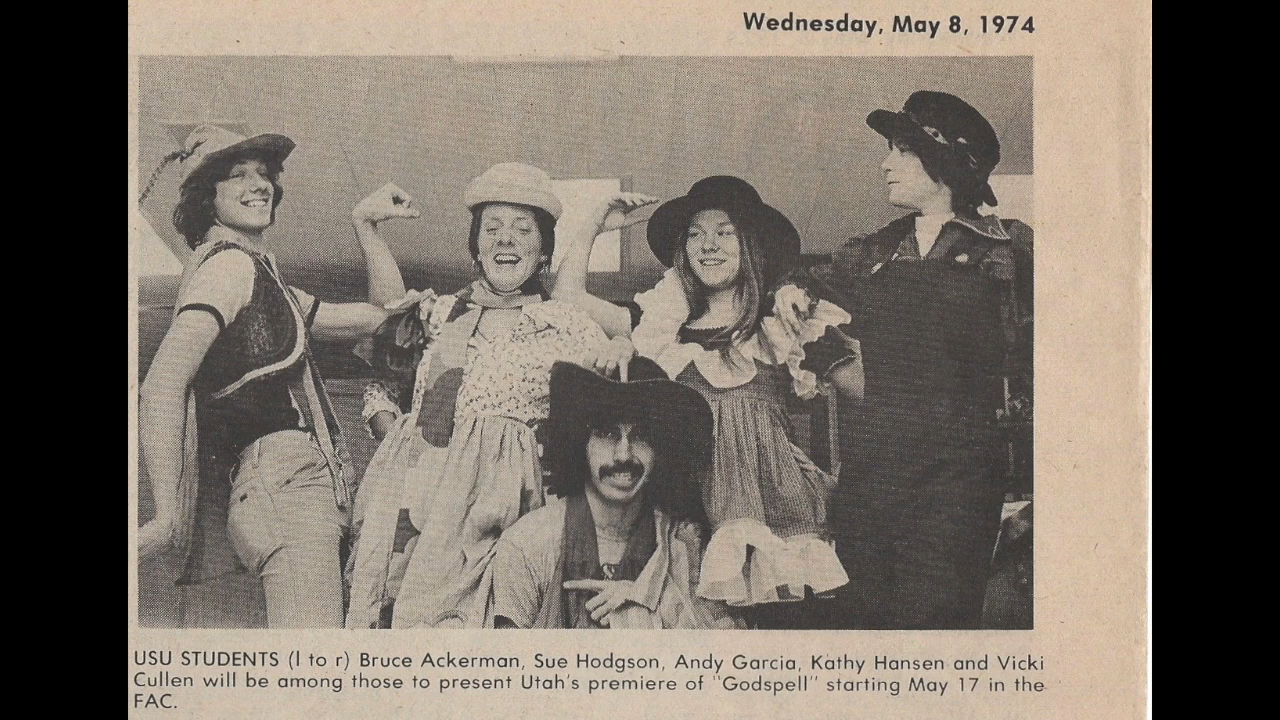 Wednesday, May 8, 1974
USU STUDENTS (l to r) Bruce Ackerman, Sue Hodgson, Andy Garcia, Kathy Hansen and Vicki
Cullen will be among those to present Utah's premiere of "Godspell" starting May 17 in the
FAC.